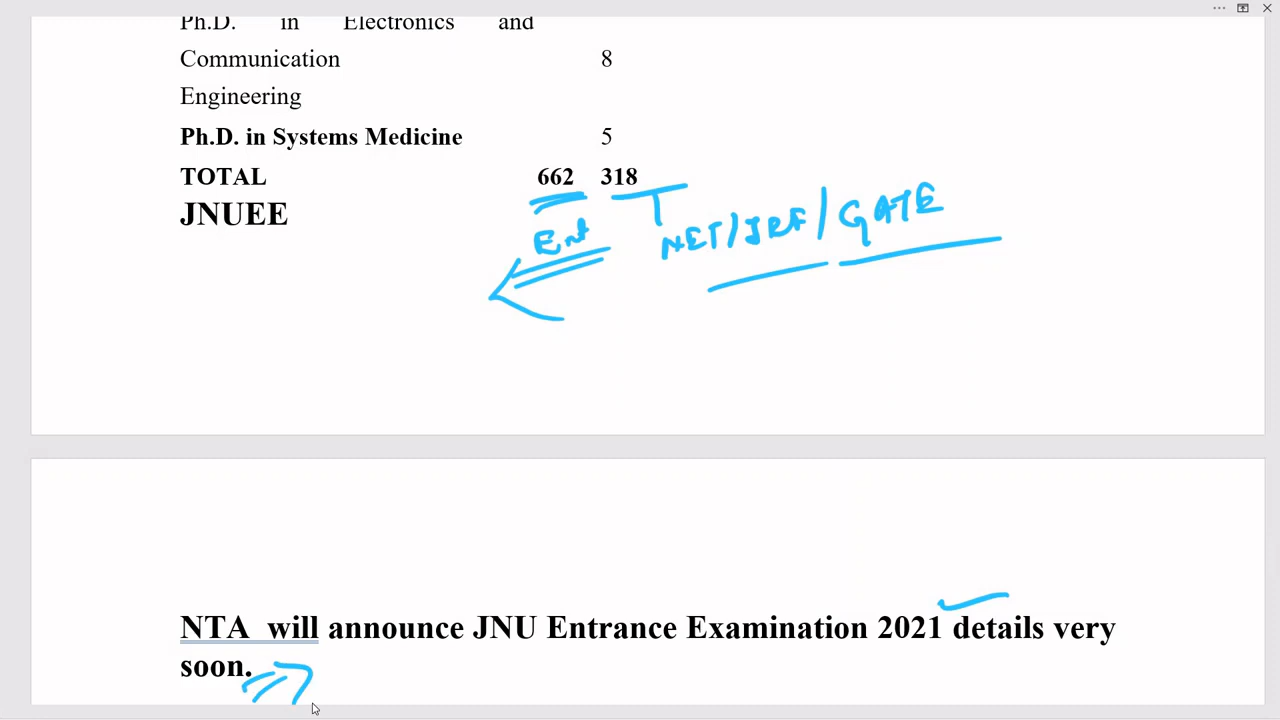 Ph.D. in Electronics and
Communication 8
Engineering
Ph.D. in Systems Medicine 5
TOTAL 662 318
JNUEE
Ent NET/JRF/GATE
NTA will announce JNU Entrance Examination 2021 details very
soon.